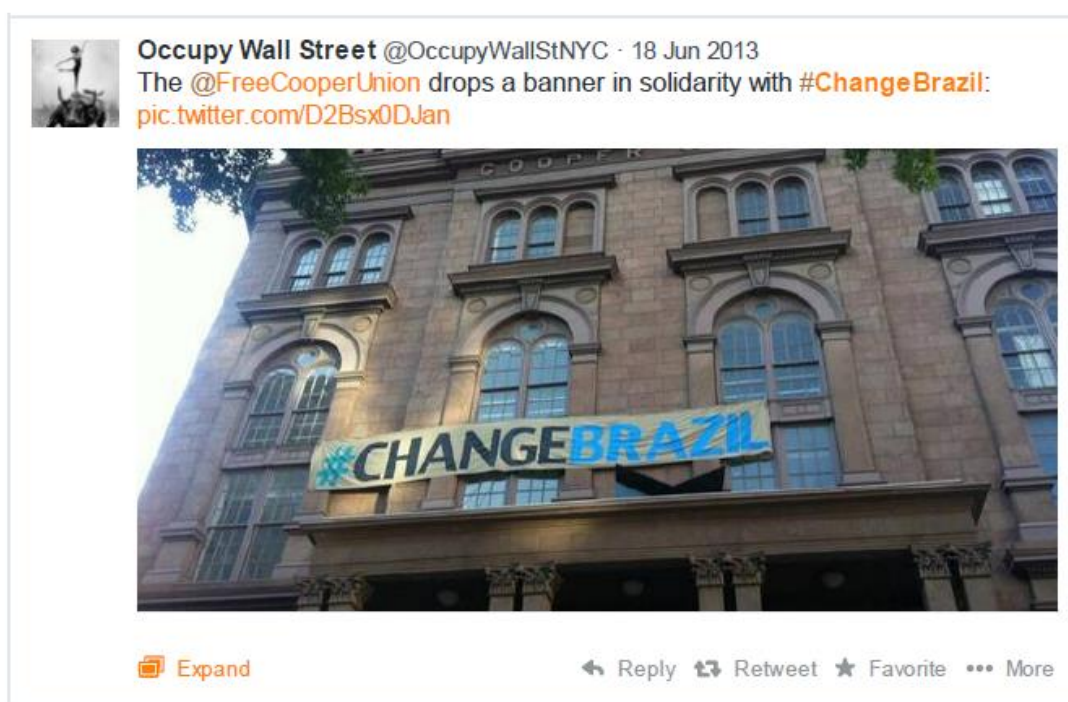 Occupy Wall Street @OccupyWallStNYC · 18 Jun 2013
The @FreeCooperUnion drops a banner in solidarity with #ChangeBrazil:
pic.twitter.com/D2Bsx0DJan
COOPER
#CHANGEBRAZIL
Expand
Reply Retweet Favorite More